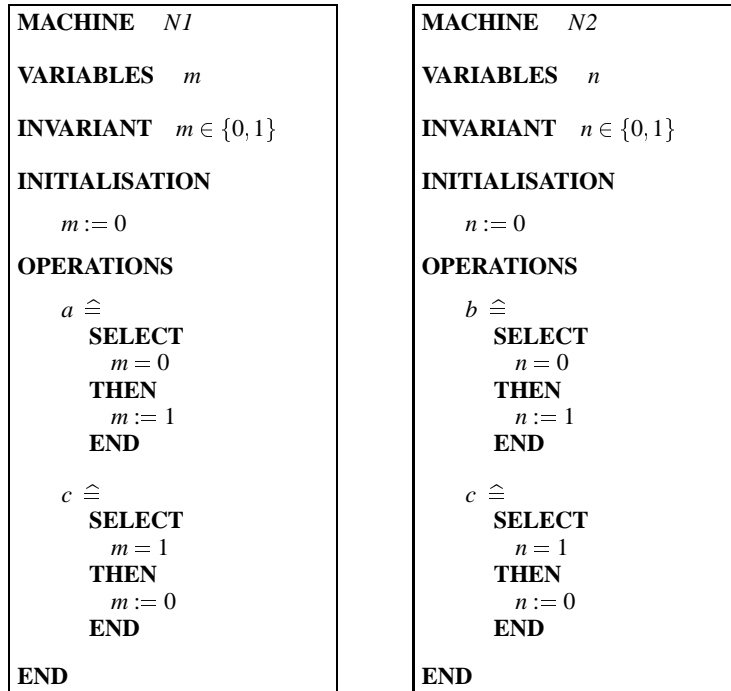 MACHINE N1
VARIABLES m
INVARIANT m ∈ {0, 1}
INITIALISATION
m := 0
OPERATIONS
a ≙
SELECT
m = 0
THEN
m := 1
END
c ≙
SELECT
m = 1
THEN
m := 0
END
END
MACHINE N2
VARIABLES n
INVARIANT n ∈ {0, 1}
INITIALISATION
n := 0
OPERATIONS
b ≙
SELECT
n = 0
THEN
n := 1
END
c ≙
SELECT
n = 1
THEN
n := 0
END
END